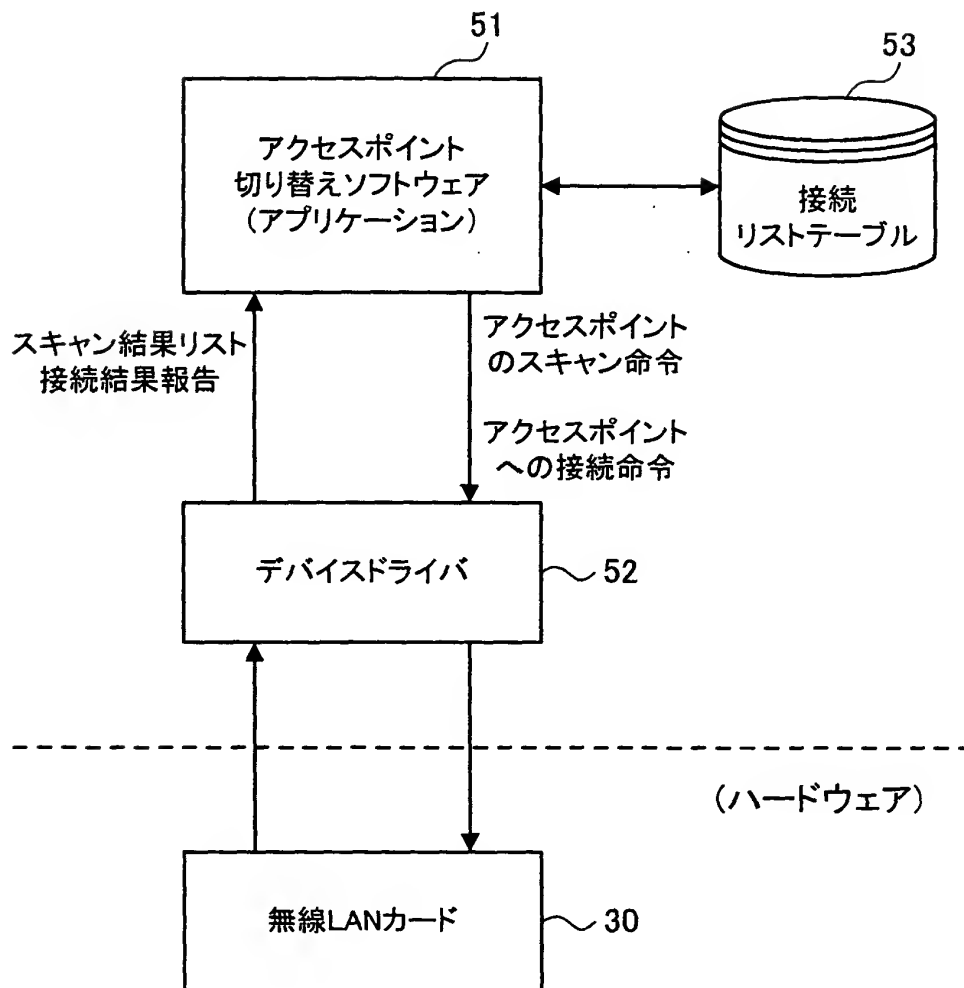 51
53
アクセスポイント
切り替えソフトウェア
(アプリケーション)
接続
リストテーブル
スキャン結果リスト
接続結果報告
アクセスポイント
のスキャン命令
アクセスポイント
への接続命令
デバイスドライバ
52
(ハードウェア)
無線LANカード
30